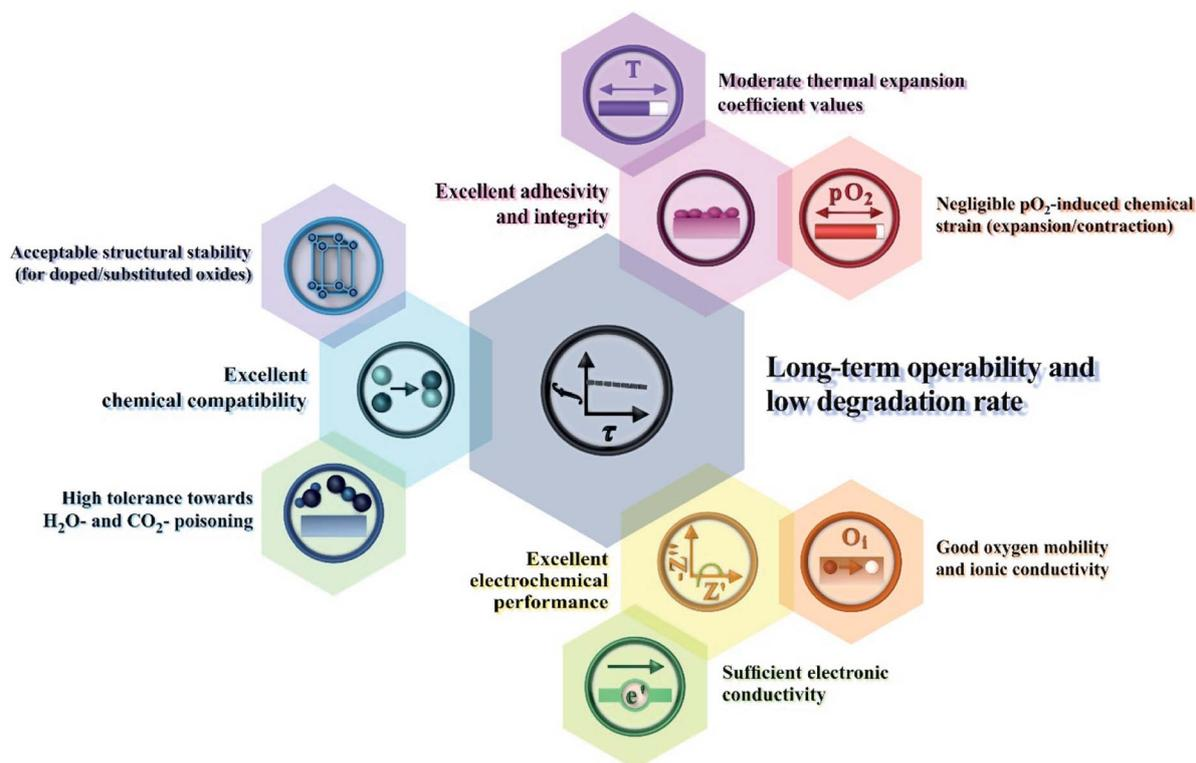 T
Moderate thermal expansion
coefficient values
Excellent adhesivity
and integrity
pO₂
Negligible pO₂-induced chemical
strain (expansion/contraction)
Acceptable structural stability
(for doped/substituted oxides)
Excellent
chemical compatibility
f
τ
Long-term operability and
low degradation rate
High tolerance towards
H₂O- and CO₂- poisoning
Excellent
electrochemical
performance
-Z''
Z'
Oᵢ
Good oxygen mobility
and ionic conductivity
e'
Sufficient electronic
conductivity